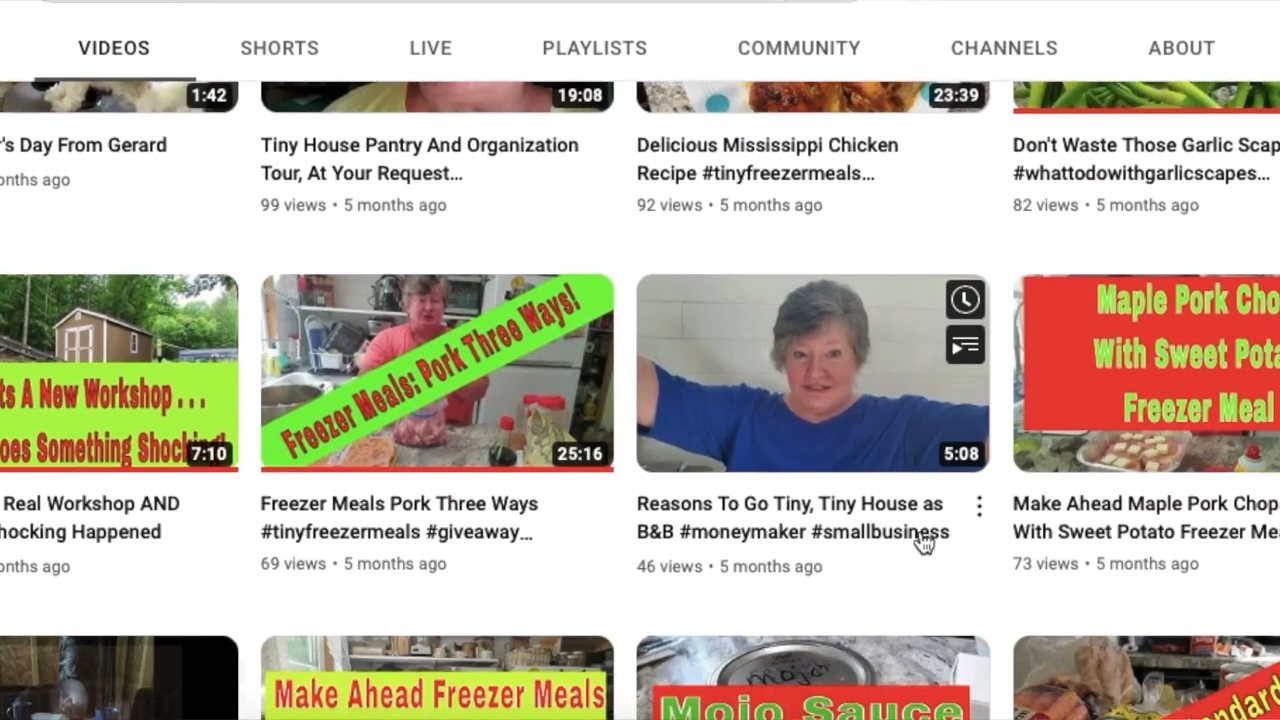 VIDEOS SHORTS LIVE PLAYLISTS COMMUNITY CHANNELS ABOUT
1:42
19:08
23:39
r's Day From Gerard
onths ago
Tiny House Pantry And Organization
Tour, At Your Request...
99 views • 5 months ago
Delicious Mississippi Chicken
Recipe #tinyfreezermeals...
92 views • 5 months ago
Don't Waste Those Garlic Scap
#whattodowithgarlicscapes...
82 views • 5 months ago
ts A New Workshop . . .
oes Something Shocking!
7:10
Freezer Meals: Pork Three Ways!
25:16
5:08
Maple Pork Cho
With Sweet Pota
Freezer Meal
Real Workshop AND
hocking Happened
onths ago
Freezer Meals Pork Three Ways
#tinyfreezermeals #giveaway...
69 views • 5 months ago
Reasons To Go Tiny, Tiny House as
B&B #moneymaker #smallbusiness
46 views • 5 months ago
Make Ahead Maple Pork Chop
With Sweet Potato Freezer Me
73 views • 5 months ago
Make Ahead Freezer Meals
Mojo
Mojo Sauce
ndard